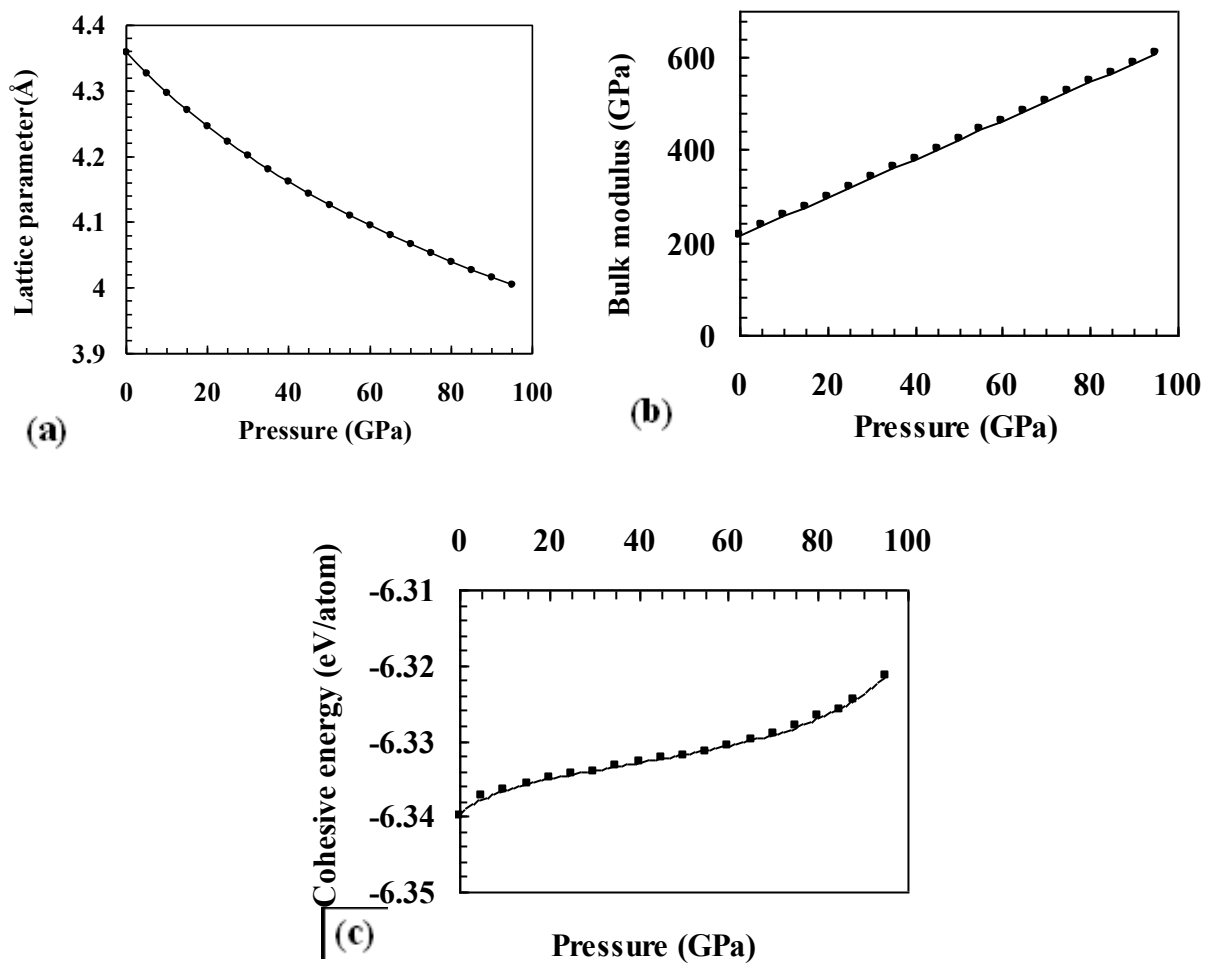 4.4
4.3
4.2
4.1
4
3.9
0 20 40 60 80 100
Lattice parameter(Å)
Pressure (GPa)
(a)
600
400
200
0
0 20 40 60 80 100
Bulk modulus (GPa)
Pressure (GPa)
(b)
0 20 40 60 80 100
-6.31
-6.32
-6.33
-6.34
-6.35
Cohesive energy (eV/atom)
(c)
Pressure (GPa)